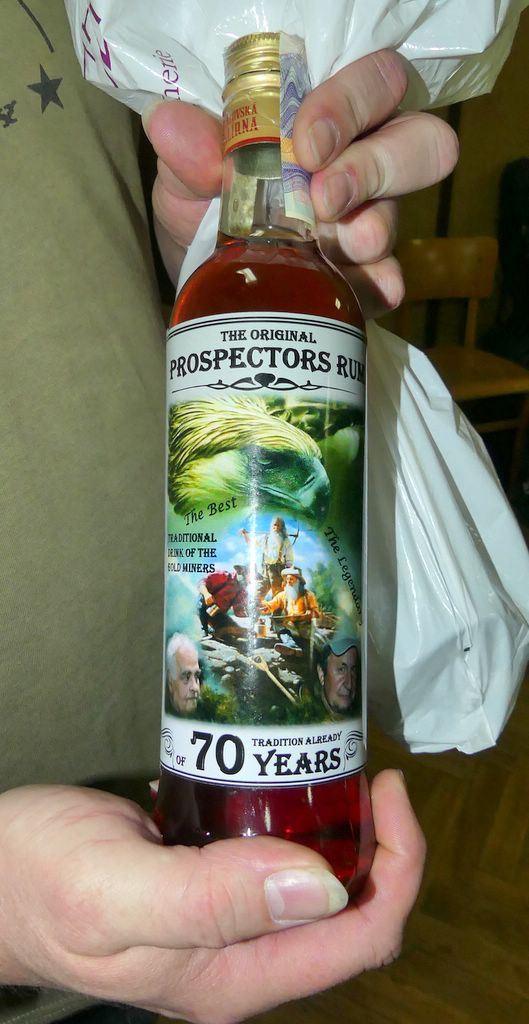 THE ORIGINAL
PROSPECTORS RUM
The Best
TRADITIONAL
DRINK OF THE
GOLD MINERS
The Legendary
OF 70 TRADITION ALREADY
YEARS